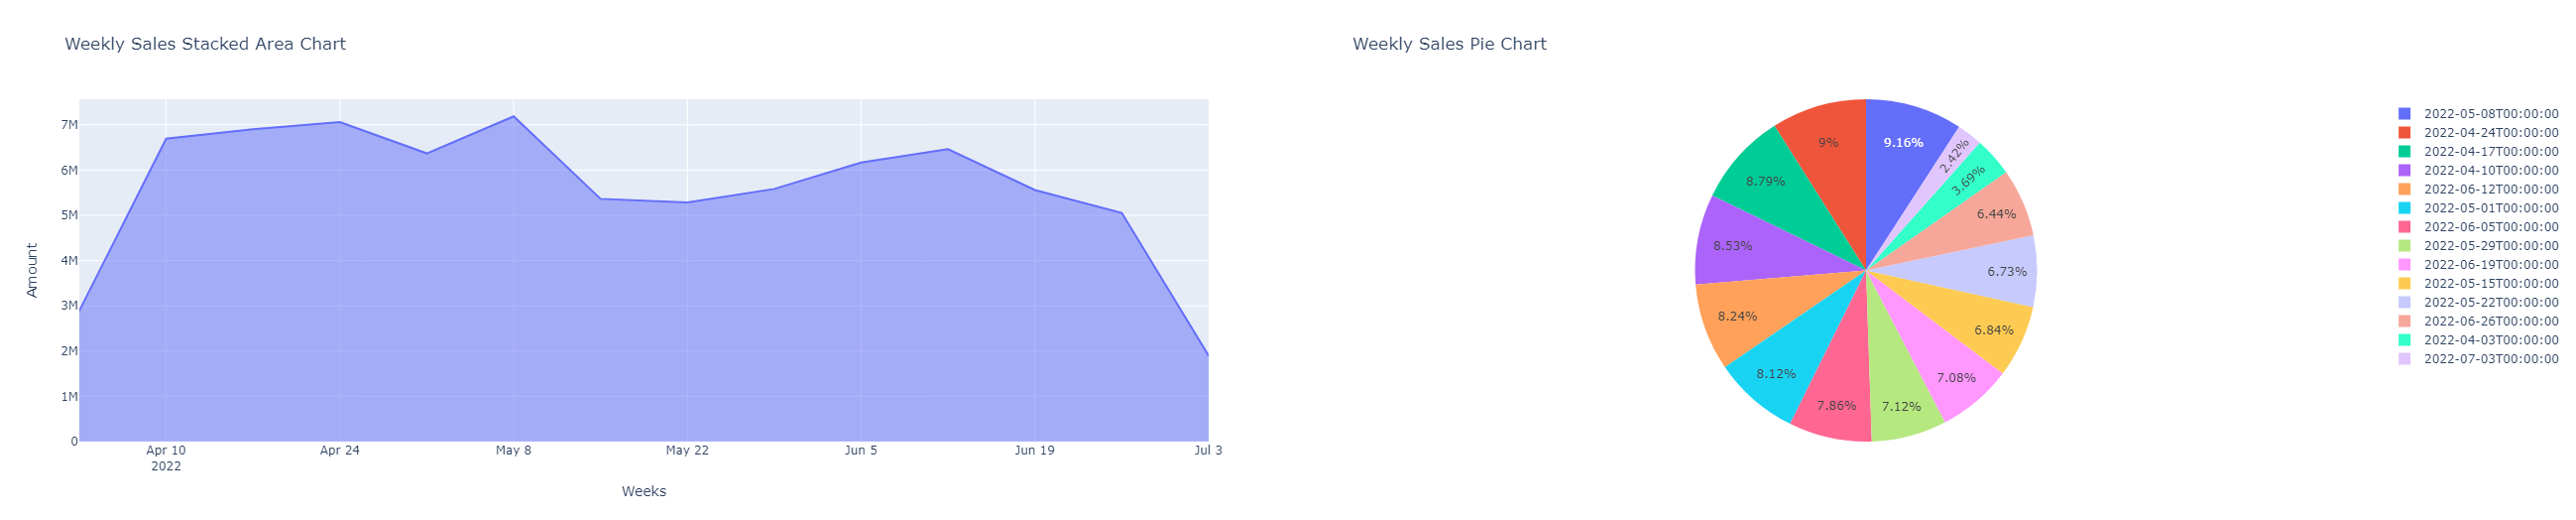 Weekly Sales Stacked Area Chart
Amount
7M
6M
5M
4M
3M
2M
1M
0
Apr 10
2022
Apr 24
May 8
May 22
Jun 5
Jun 19
Jul 3
Weeks
Weekly Sales Pie Chart
9.16%
2.42%
3.69%
6.44%
6.73%
6.84%
7.08%
7.12%
7.86%
8.12%
8.24%
8.53%
8.79%
9%
2022-05-08T00:00:00
2022-04-24T00:00:00
2022-04-17T00:00:00
2022-04-10T00:00:00
2022-06-12T00:00:00
2022-05-01T00:00:00
2022-06-05T00:00:00
2022-05-29T00:00:00
2022-06-19T00:00:00
2022-05-15T00:00:00
2022-05-22T00:00:00
2022-06-26T00:00:00
2022-04-03T00:00:00
2022-07-03T00:00:00